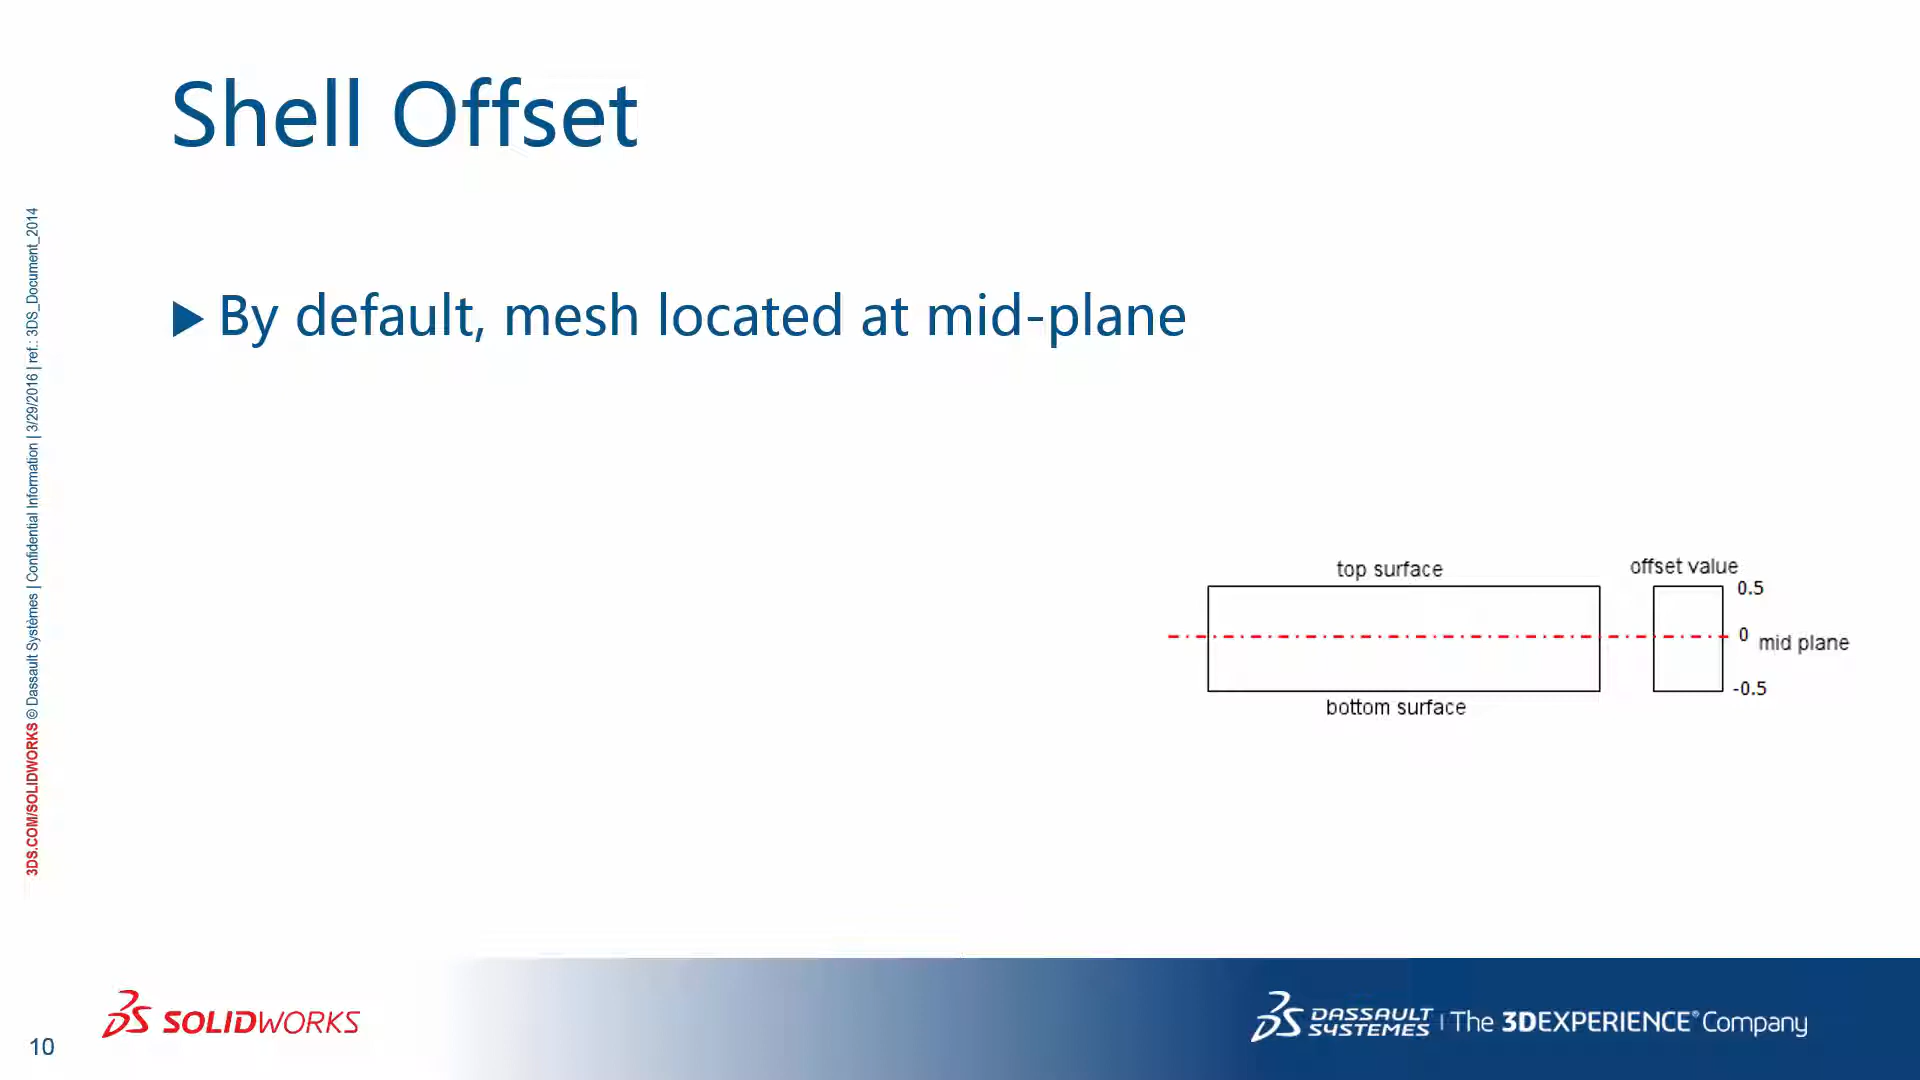 Shell Offset
By default, mesh located at mid-plane
top surface
offset value
0.5
0
mid plane
-0.5
bottom surface
3DS.COM/SOLIDWORKS © Dassault Systèmes | Confidential Information | 3/29/2016 | ref.: 3DS_Document_2014
10
SOLIDWORKS
DASSAULT SYSTEMES | The 3DEXPERIENCE® Company